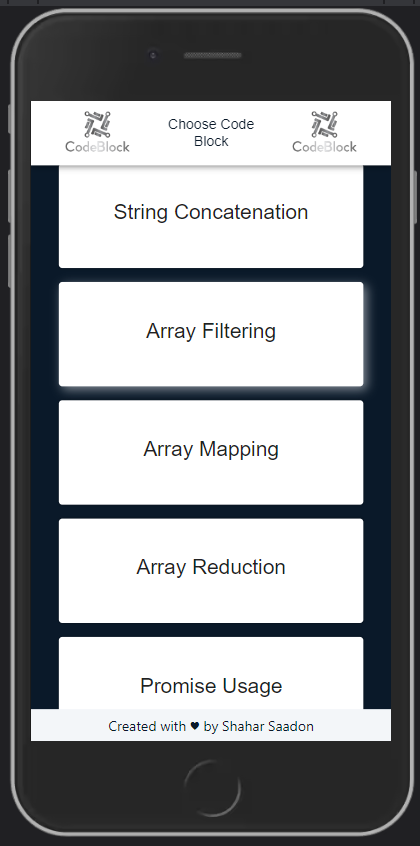 CodeBlock
Choose Code
Block
CodeBlock
String Concatenation
Array Filtering
Array Mapping
Array Reduction
Promise Usage
Created with ♥ by Shahar Saadon